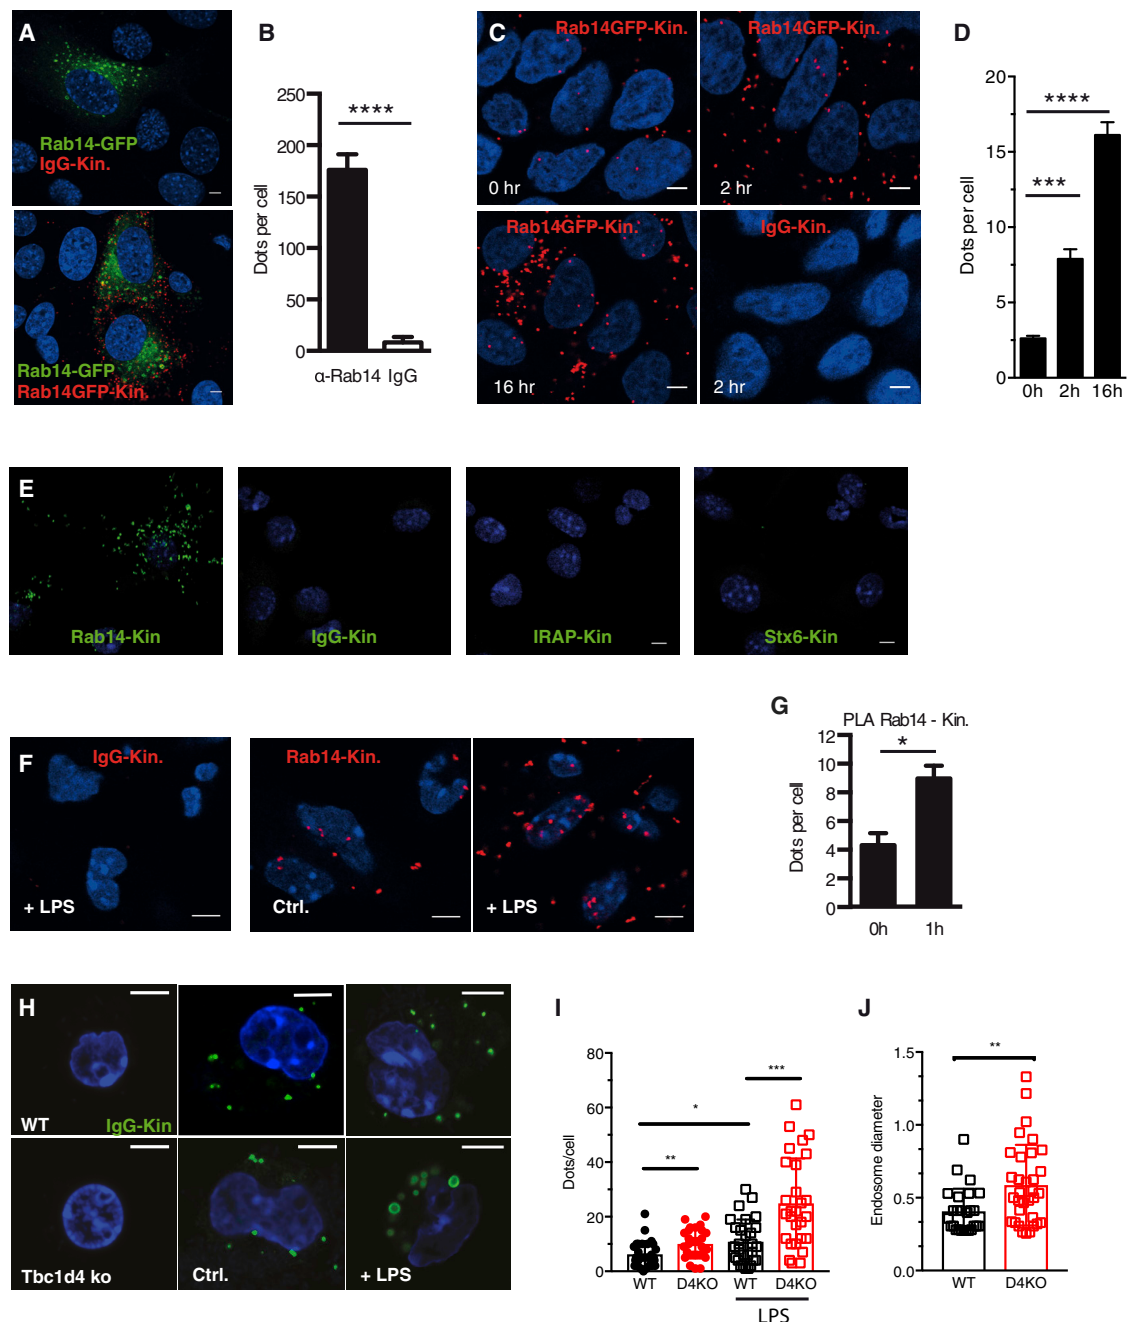 A
Rab14-GFP
IgG-Kin.
Rab14-GFP
Rab14GFP-Kin.
B
250
200
150
100
50
0
Dots per cell
****
α-Rab14 IgG
C
Rab14GFP-Kin.
0 hr
Rab14GFP-Kin.
2 hr
Rab14GFP-Kin.
16 hr
IgG-Kin.
2 hr
D
20
15
10
5
0
Dots per cell
****
***
0h 2h 16h
E
Rab14-Kin
IgG-Kin
IRAP-Kin
Stx6-Kin
F
IgG-Kin.
+ LPS
Rab14-Kin.
Ctrl.
+ LPS
G
PLA Rab14 - Kin.
12
10
8
6
4
2
0
Dots per cell
*
0h 1h
H
WT
IgG-Kin
Tbc1d4 ko
Ctrl.
+ LPS
I
80
60
40
20
0
Dots/cell
***
*
**
WT D4KO WT D4KO
LPS
J
1.5
1.0
0.5
0.0
Endosome diameter
**
WT D4KO